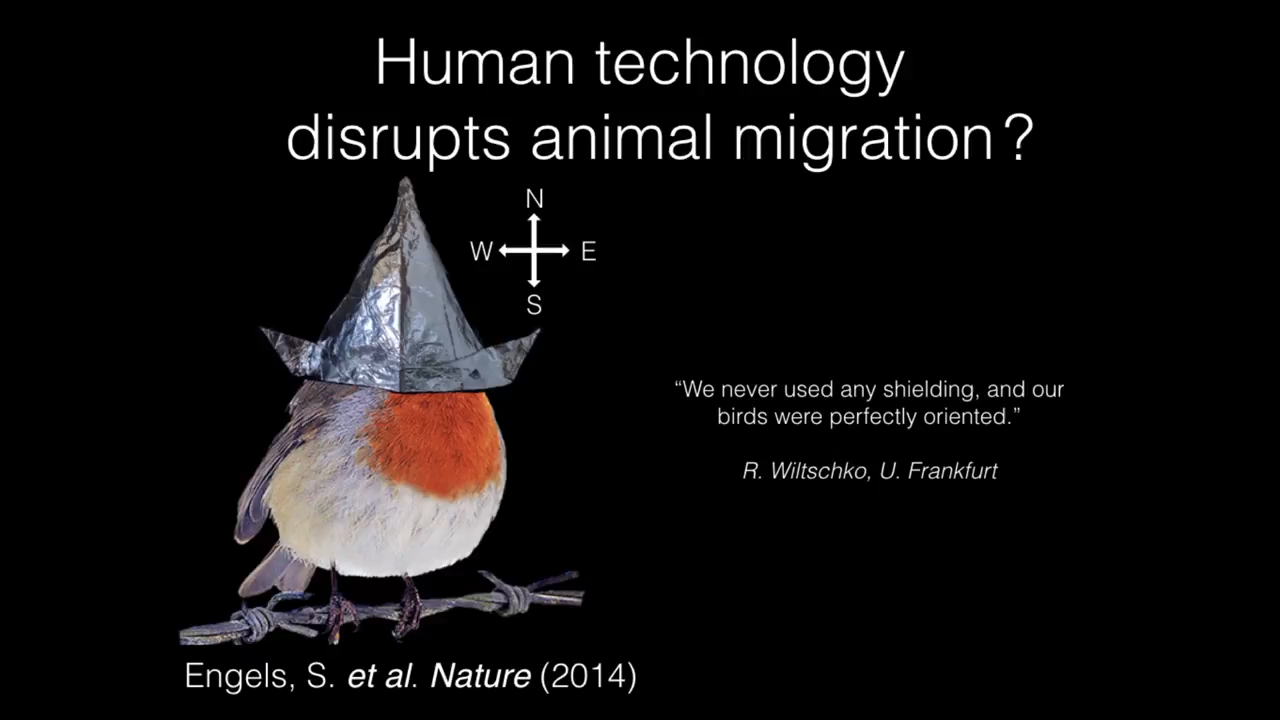 Human technology
disrupts animal migration?
N
W E
S
“We never used any shielding, and our
birds were perfectly oriented.”
R. Wiltschko, U. Frankfurt
Engels, S. et al. Nature (2014)